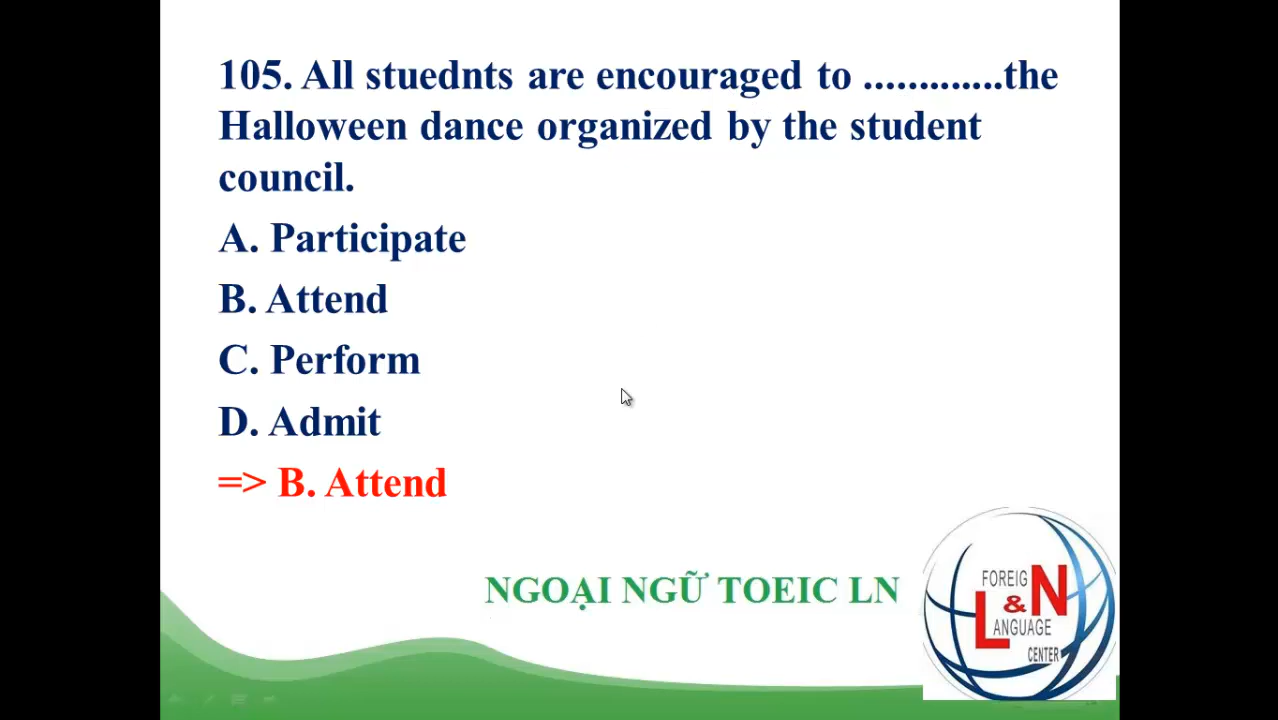 105. All stuednts are encouraged to .............the
Halloween dance organized by the student
council.
A. Participate
B. Attend
C. Perform
D. Admit
=> B. Attend
NGOẠI NGỮ TOEIC LN
FOREIG N
L & 
ANGUAGE
CENTER